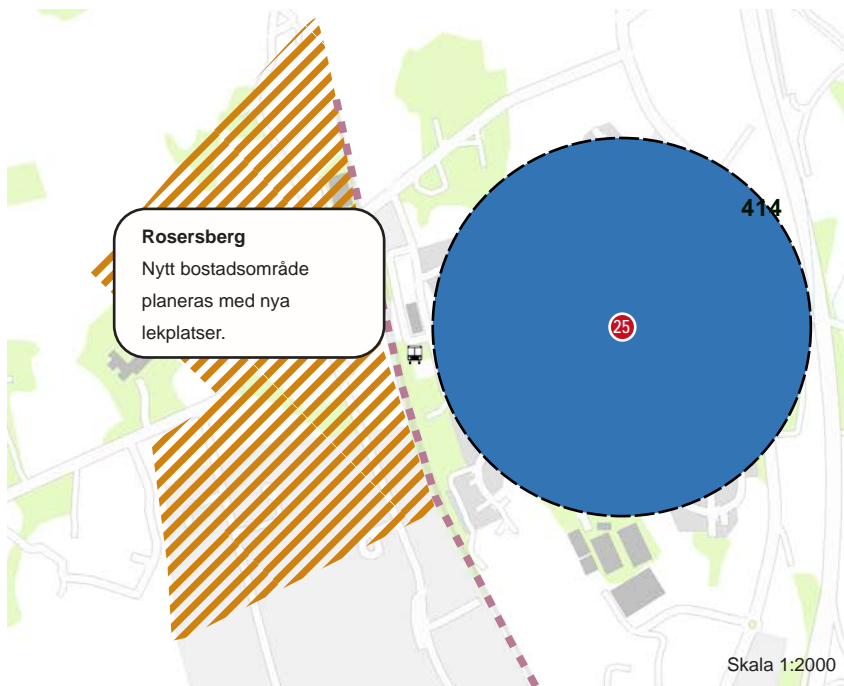 414
Rosersberg
Nytt bostadsområde
planeras med nya
lekplatser.
25
Skala 1:2000